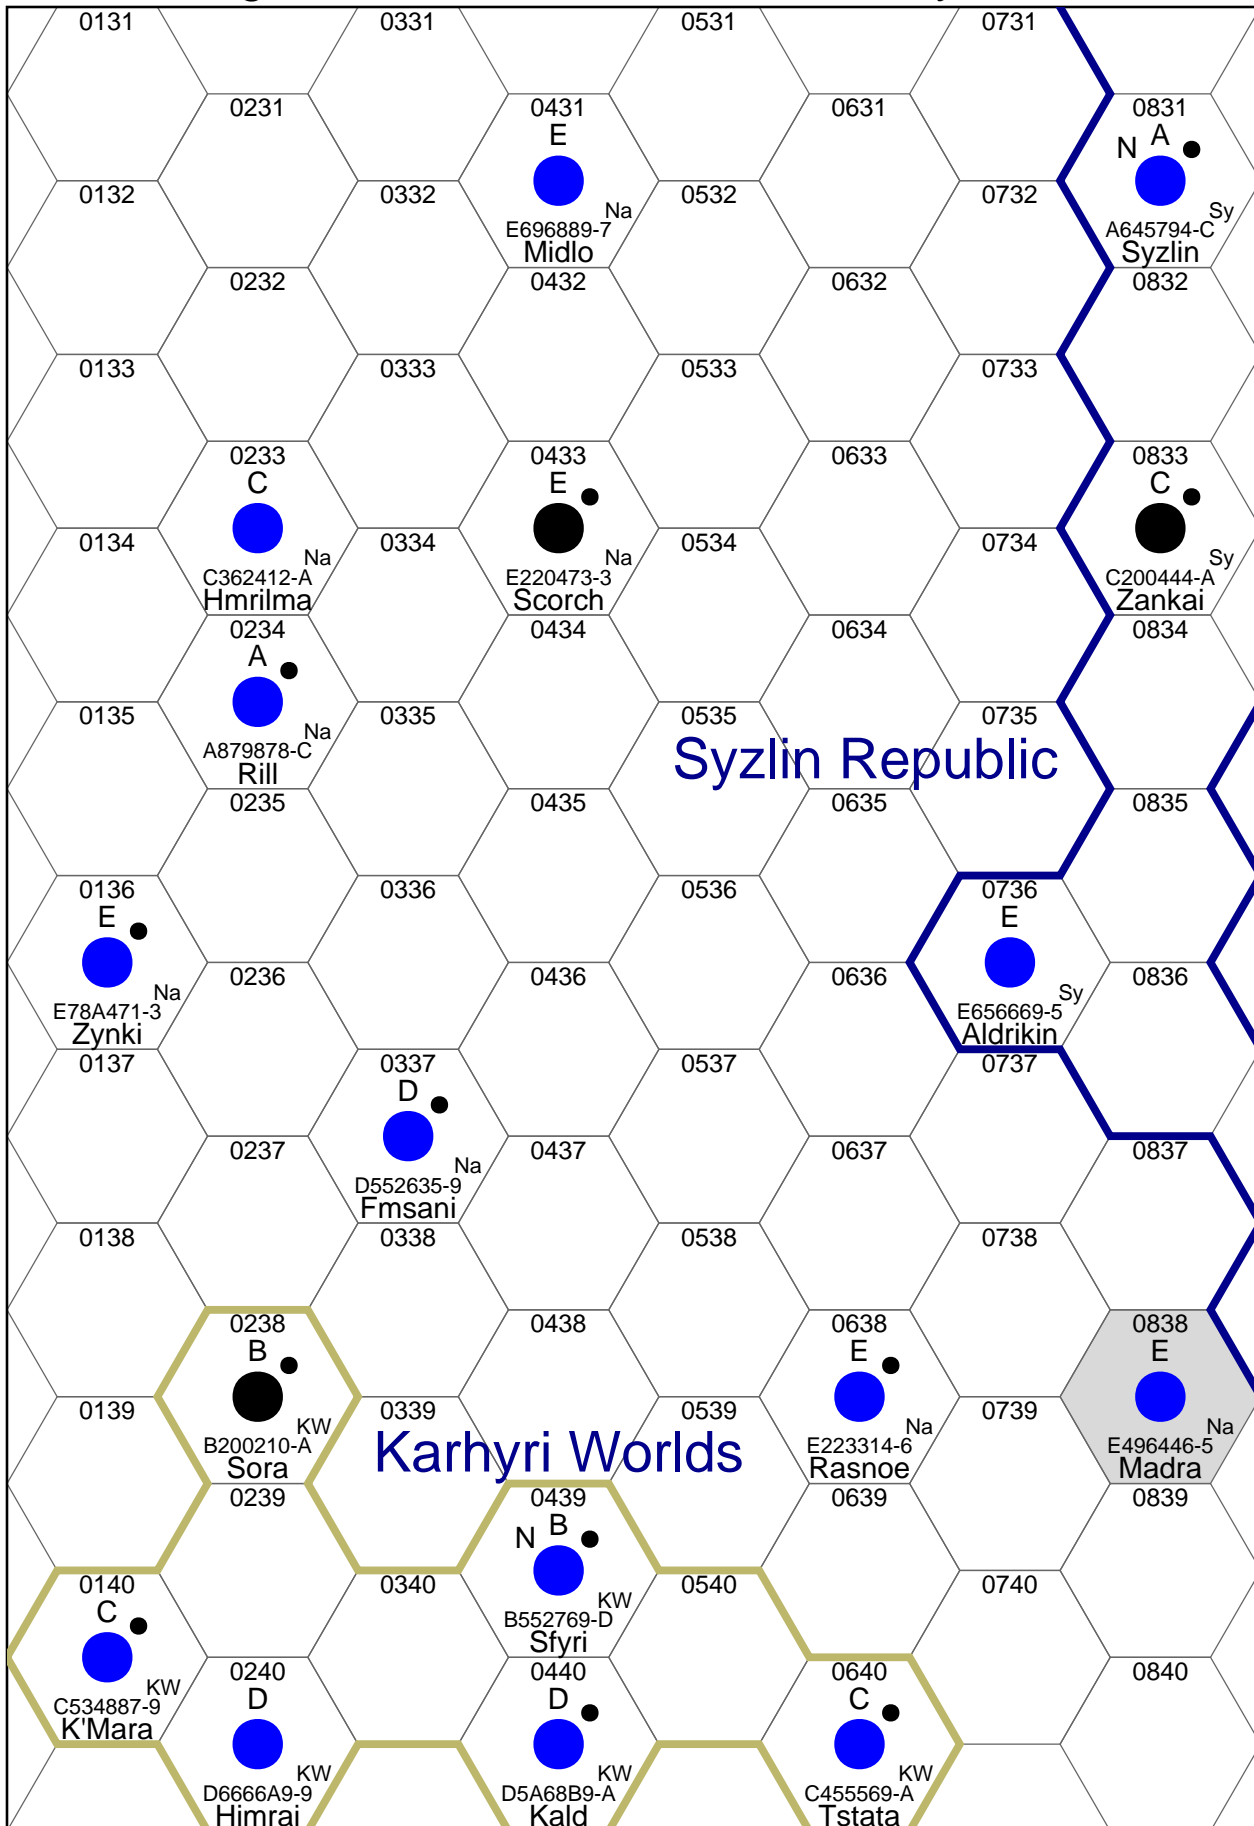 0131 0331 0531 0731
0231 0431 0631 0831
E
A
N
0132 0332 0532 0732
Na
Sy
E696889-7
A645794-C
Midlo
Syzlin
0232 0432 0632 0832
0133 0333 0533 0733
0233 0433 0633 0833
C
E
C
0134 0334 0534 0734
Na
Na
Sy
C362412-A
E220473-3
C200444-A
Hmrilma
Scorch
Zankai
0234 0434 0634 0834
A
0135 0335 0535 0735
Na
A879878-C
Rill
Syzlin Republic
0235 0435 0635 0835
0136 0336 0536 0736
E
E
0236 0436 0636 0836
Na
Sy
E78A471-3
E656669-5
Zynki
Aldrikin
0137 0337 0537 0737
D
0237 0437 0637 0837
Na
D552635-9
Fmsani
0138 0338 0538 0738
0238 0438 0638 0838
B
E
E
0139 0339 0539 0739
KW
Na
Na
B200210-A
E223314-6
E496446-5
Sora
Karhyri Worlds
Rasnoe
Madra
0239 0439 0639 0839
N
B
0140 0340 0540 0740
C
KW
B552769-D
Sfyri
0240 0440 0640 0840
KW
D
D
C
C534887-9
K'Mara
KW
KW
KW
D6666A9-9
D5A68B9-A
C455569-A
Himrai
Kald
Tstata